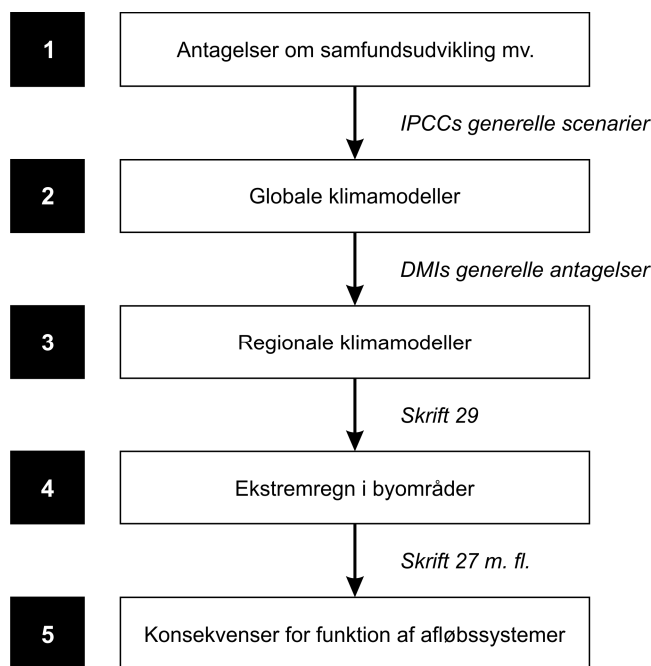 1
Antagelser om samfundsudvikling mv.
IPCCs generelle scenarier
2
Globale klimamodeller
DMIs generelle antagelser
3
Regionale klimamodeller
Skrift 29
4
Ekstremregn i byområder
Skrift 27 m. fl.
5
Konsekvenser for funktion af afløbssystemer